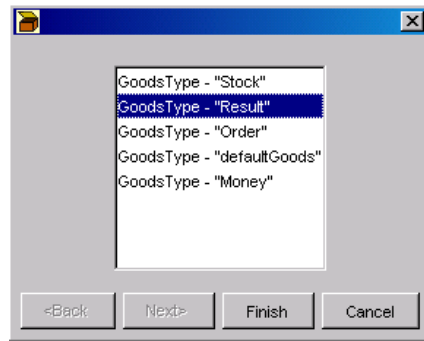 GoodsType - "Stock"
GoodsType - "Result"
GoodsType - "Order"
GoodsType - "defaultGoods"
GoodsType - "Money"
<Back Next> Finish Cancel